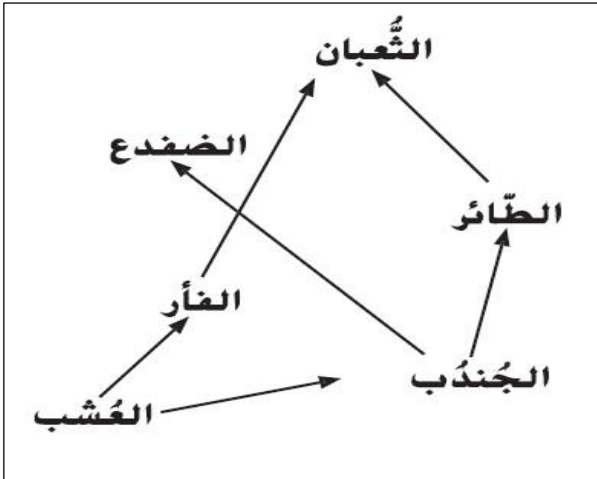 الثُّعبان
الضفدع
الطّائر
الفأر
الجُندُب
العُشب